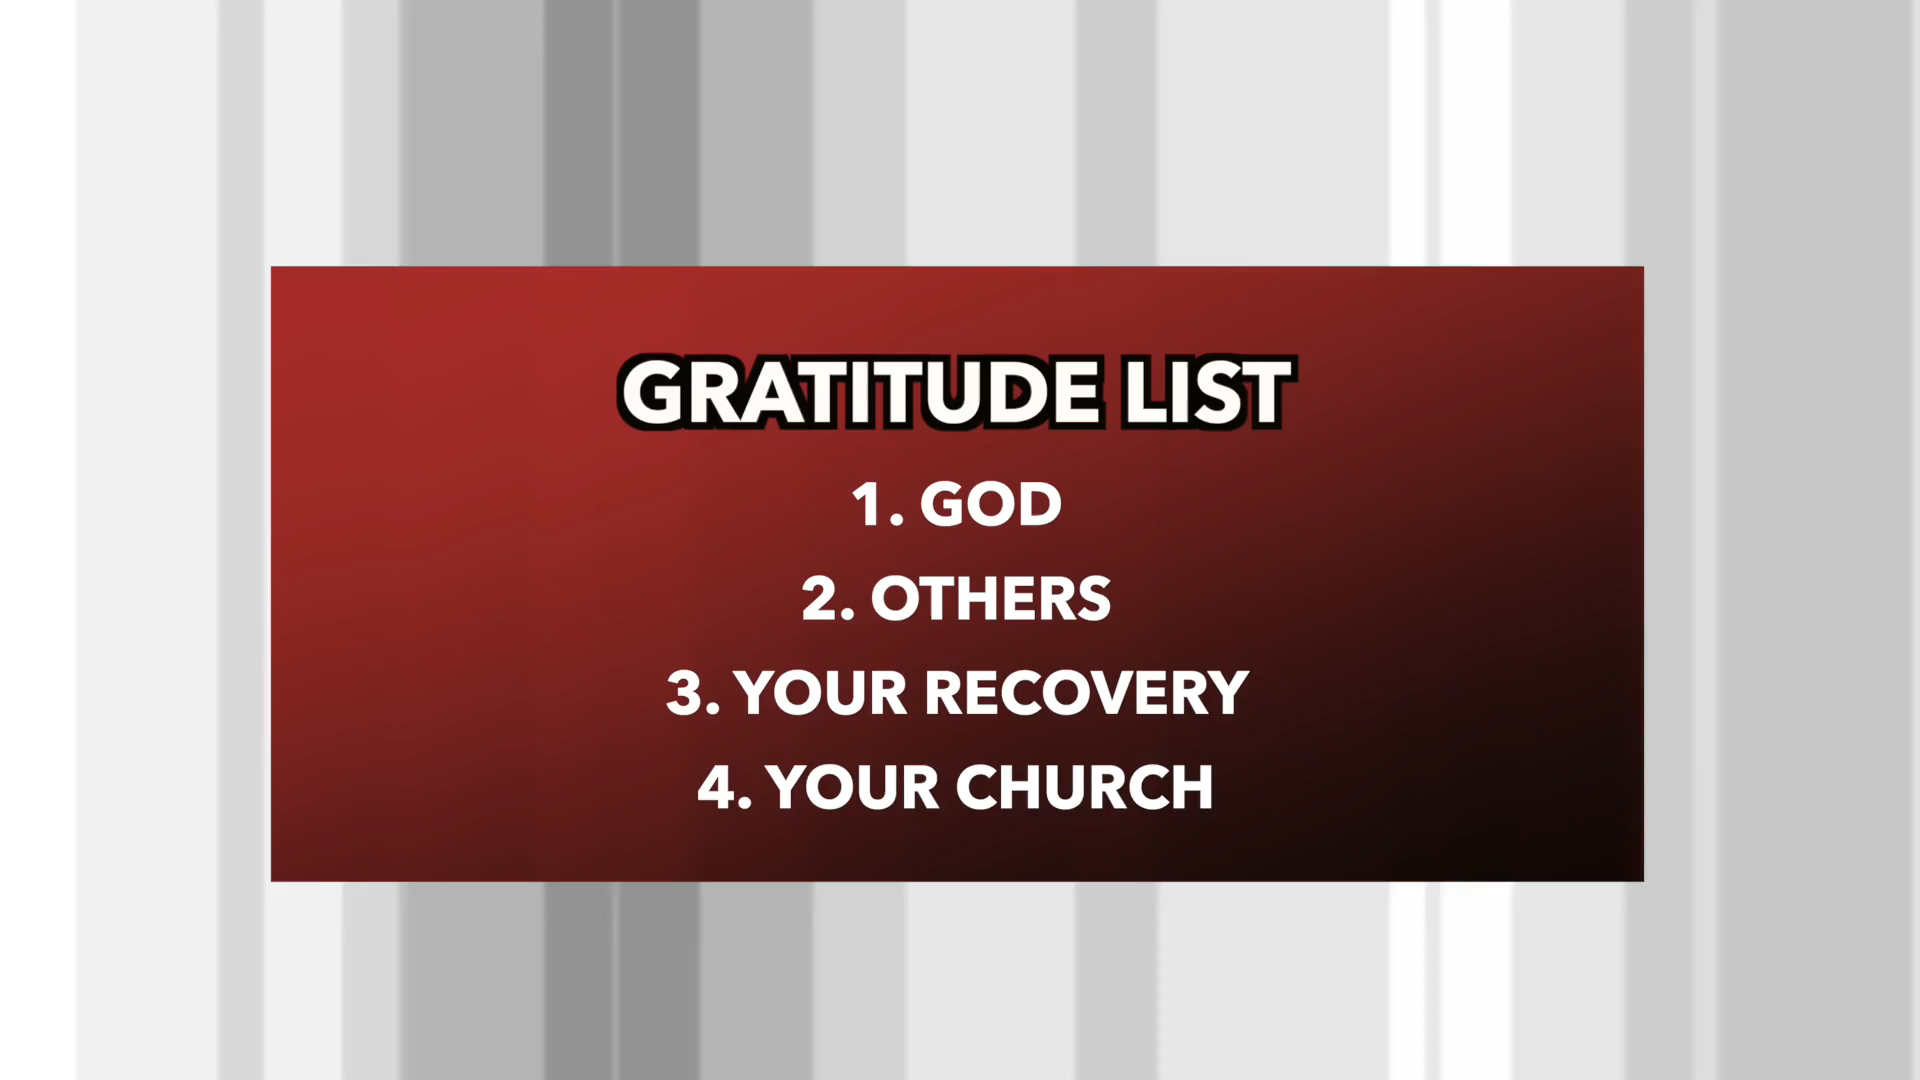 GRATITUDE LIST
1. GOD
2. OTHERS
3. YOUR RECOVERY
4. YOUR CHURCH